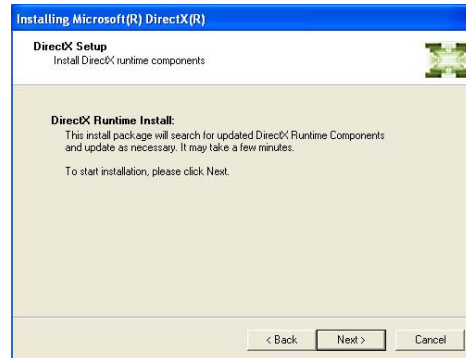 Installing Microsoft(R) DirectX(R)
DirectX Setup
Install DirectX runtime components
DirectX Runtime Install:
This install package will search for updated DirectX Runtime Components
and update as necessary. It may take a few minutes.
To start installation, please click Next.
< Back
Next >
Cancel